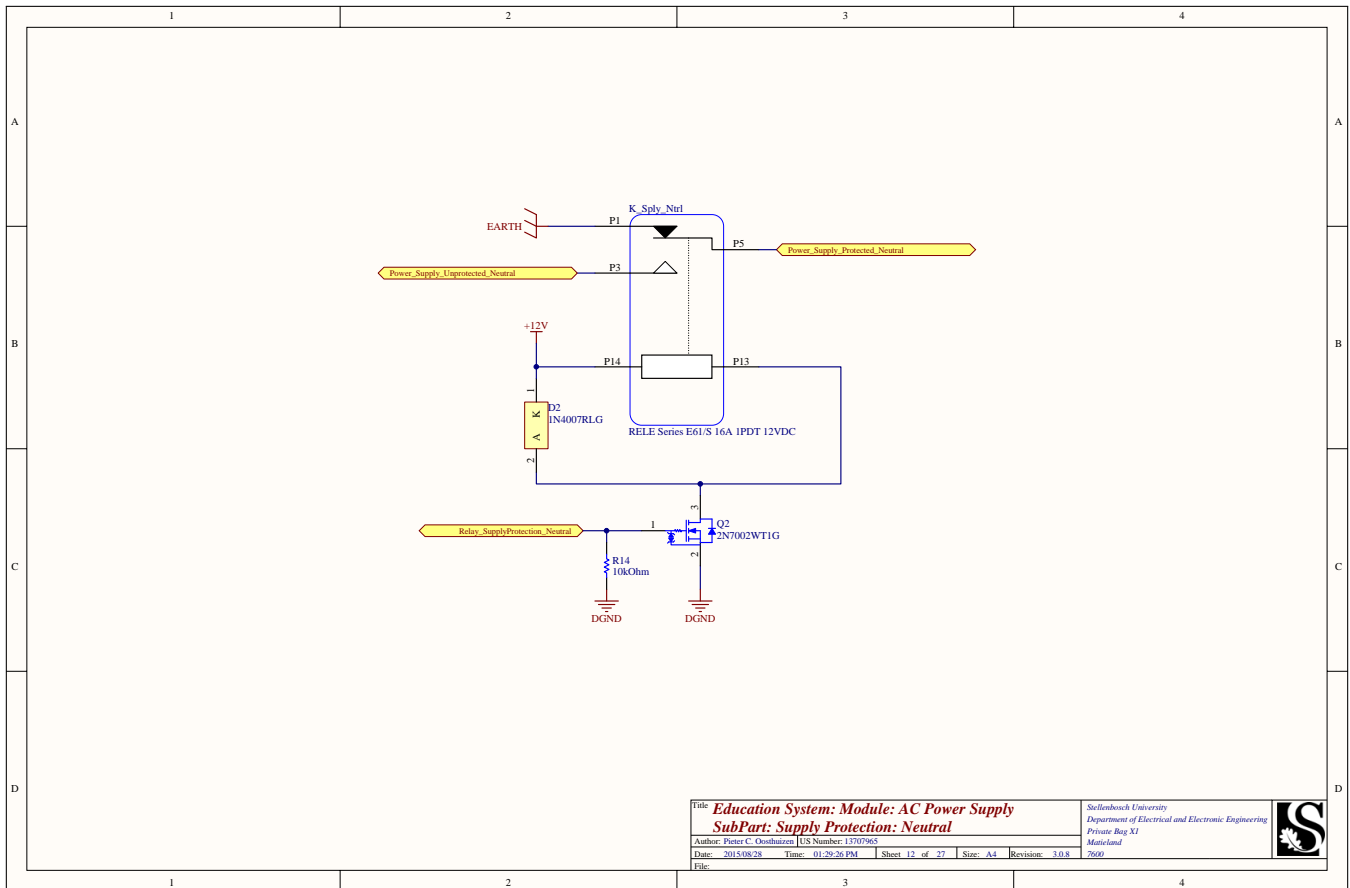 1 2 3 4
A A
K_Sply_Ntrl
P1
EARTH
P5
Power_Supply_Protected_Neutral
P3
Power_Supply_Unprotected_Neutral
+12V
B B
P14 P13
1
D2
K
1N4007RLG
RELE Series E61/S 16A 1PDT 12VDC
A
2
3
1 Q2
Relay_SupplyProtection_Neutral
2N7002WT1G
2
R14
C C
10kOhm
DGND DGND
D D
Title Education System: Module: AC Power Supply
SubPart: Supply Protection: Neutral
Author: Pieter C. Oosthuizen US Number: 13707965
Date: 2015/08/28 Time: 01:29:26 PM Sheet 12 of 27 Size: A4 Revision: 3.0.8
File:
Stellenbosch University
Department of Electrical and Electronic Engineering
Private Bag X1
Matieland
7600
S
1 2 3 4